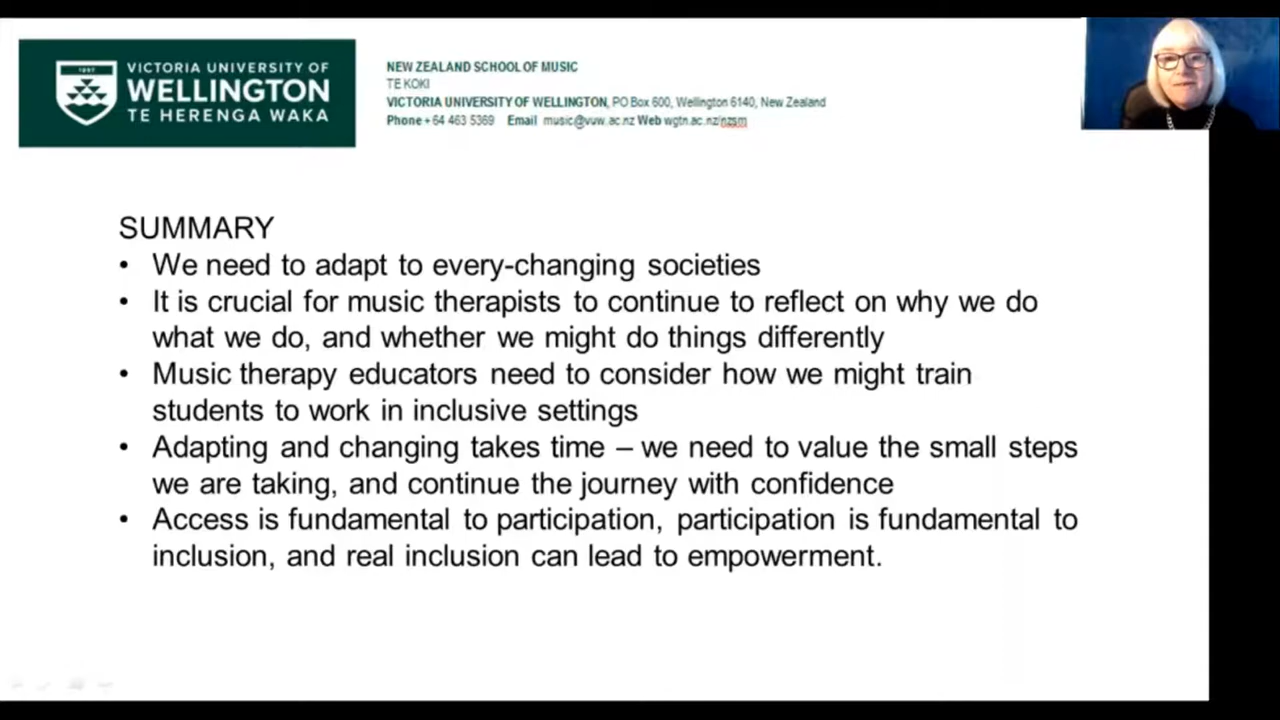 1897
VICTORIA UNIVERSITY OF
WELLINGTON
TE HERENGA WAKA
NEW ZEALAND SCHOOL OF MUSIC
TE KOKI
VICTORIA UNIVERSITY OF WELLINGTON, PO Box 600, Wellington 6140, New Zealand
Phone + 64 463 5369 Email music@vuw.ac.nz Web wgtn.ac.nz/nzsm
SUMMARY
• We need to adapt to every-changing societies
• It is crucial for music therapists to continue to reflect on why we do
what we do, and whether we might do things differently
• Music therapy educators need to consider how we might train
students to work in inclusive settings
• Adapting and changing takes time – we need to value the small steps
we are taking, and continue the journey with confidence
• Access is fundamental to participation, participation is fundamental to
inclusion, and real inclusion can lead to empowerment.